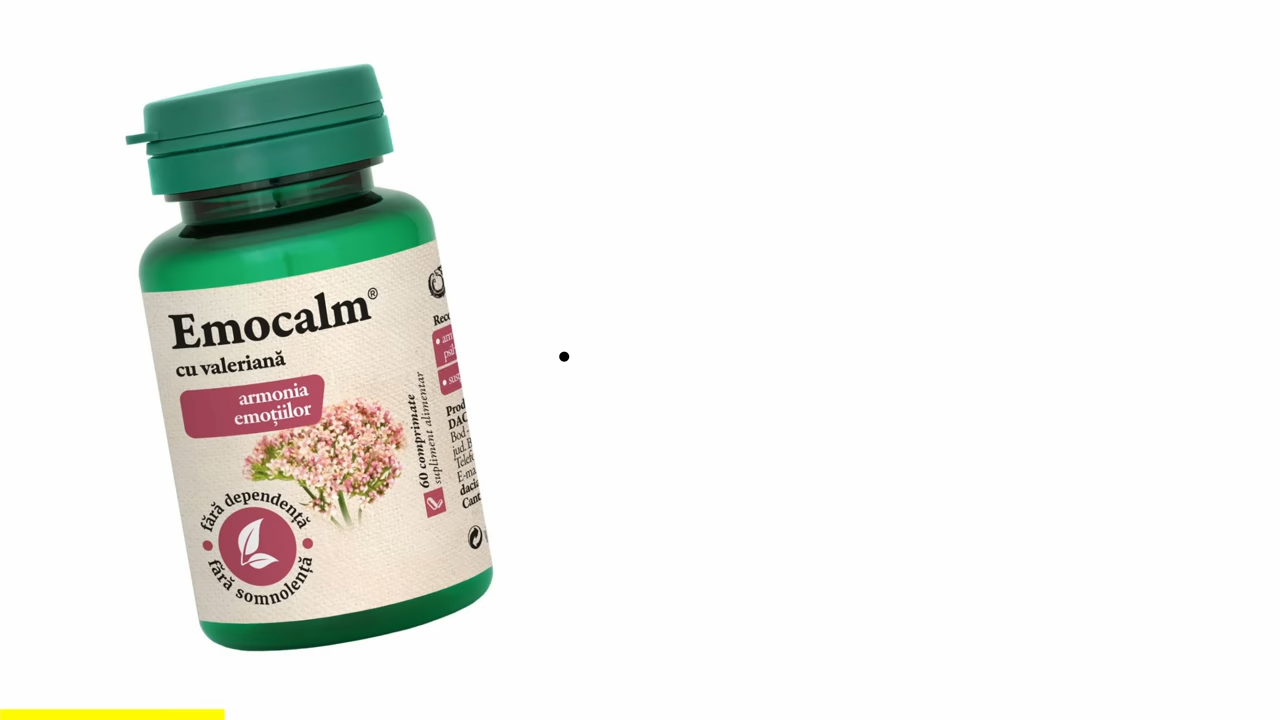 Emocalm®
cu valeriană
armonia
emoțiilor
60 comprimate
supliment alimentar
fără dependență
fără somnolență
•